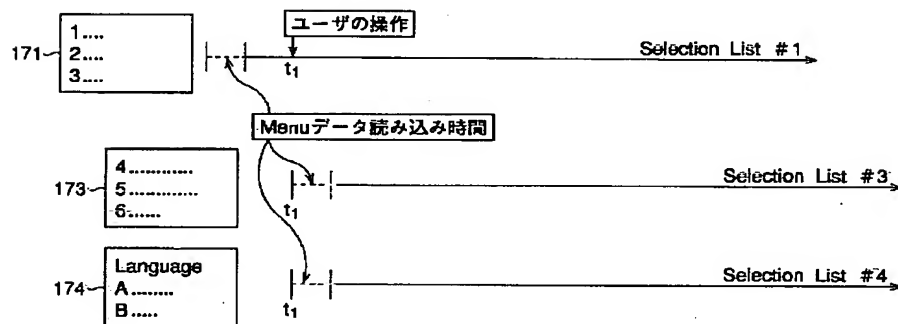 ユーザの操作
171
1....
2....
3....
t1
Selection List #1
Menuデータ読み込み時間
173
4.............
5..............
6......
t1
Selection List #3
174
Language
A........
B.....
t1
Selection List #4